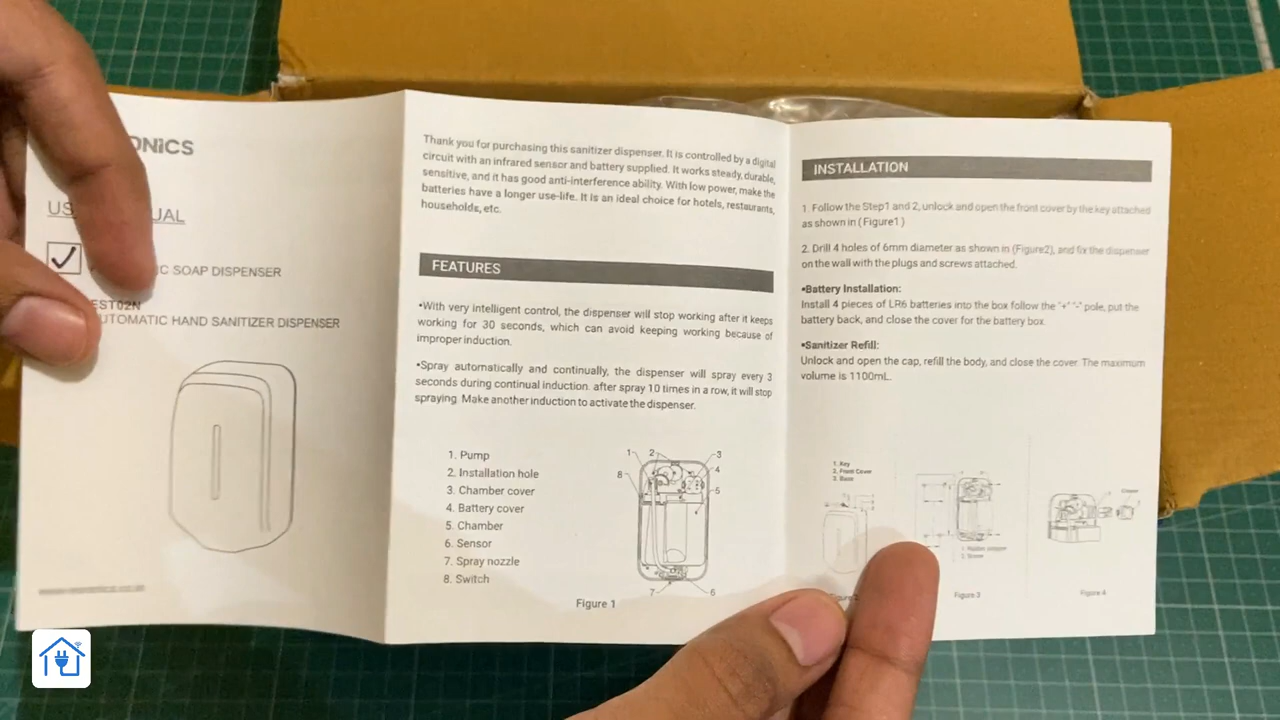 ONICS
US UAL
IC SOAP DISPENSER
EST02N
UTOMATIC HAND SANITIZER DISPENSER
Thank you for purchasing this sanitizer dispenser. It is controlled by a digital
circuit with an infrared sensor and battery supplied. It works steady, durable,
sensitive, and it has good anti-interference ability. With low power, make the
batteries have a longer use-life. It is an ideal choice for hotels, restaurants,
households, etc.
FEATURES
•With very intelligent control, the dispenser will stop working after it keeps
working for 30 seconds, which can avoid keeping working because of
improper induction.
•Spray automatically and continually, the dispenser will spray every 3
seconds during continual induction. after spray 10 times in a row, it will stop
spraying. Make another induction to activate the dispenser.
1. Pump
2. Installation hole
3. Chamber cover
4. Battery cover
5. Chamber
6. Sensor
7. Spray nozzle
8. Switch
1 2 3
8 4
5
7 6
Figure 1
INSTALLATION
1. Follow the Step1 and 2, unlock and open the front cover by the key attached
as shown in (Figure1)
2. Drill 4 holes of 6mm diameter as shown in (Figure2), and fix the dispenser
on the wall with the plugs and screws attached.
•Battery Installation:
Install 4 pieces of LR6 batteries into the box follow the "+" "-" pole, put the
battery back, and close the cover for the battery box.
•Sanitizer Refill:
Unlock and open the cap, refill the body, and close the cover. The maximum
volume is 1100mL.
1. Key
2. Front Cover
3. Base
Figure 3
Figure 4